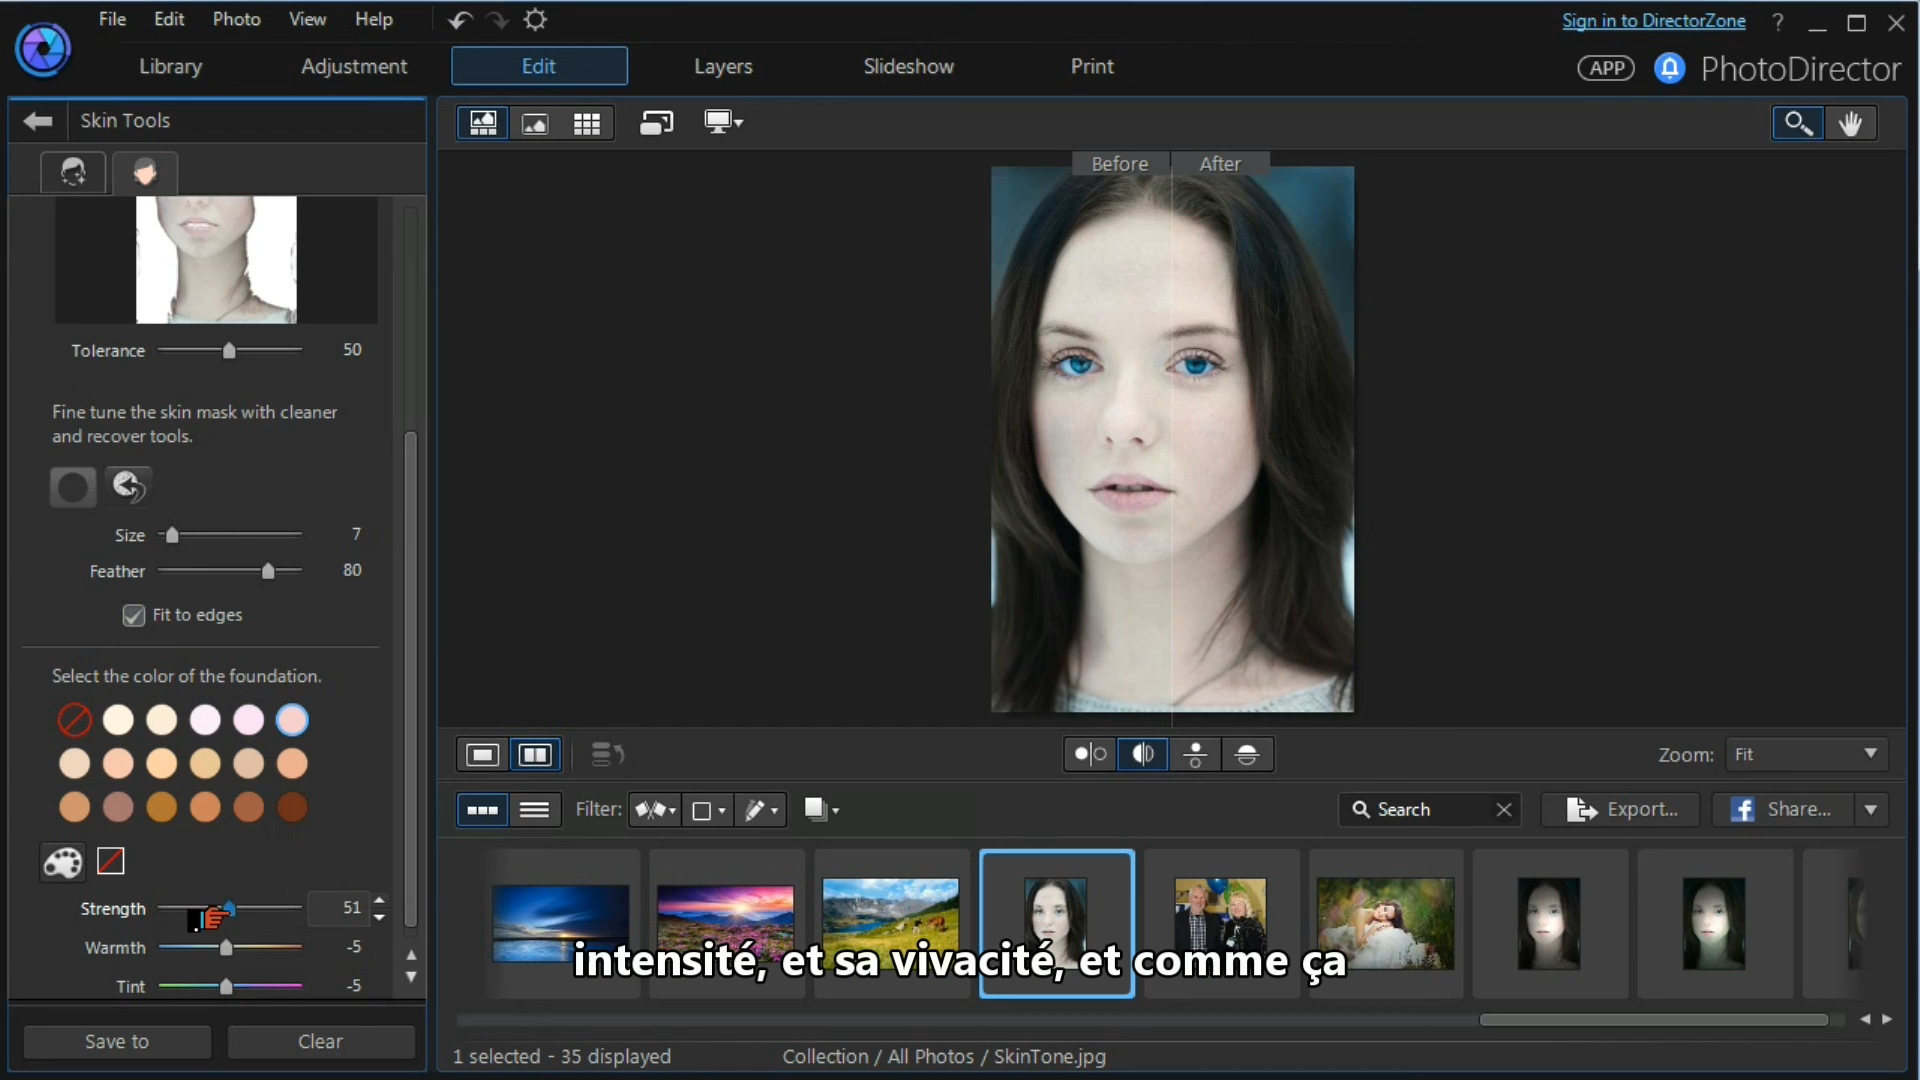 File Edit Photo View Help
Sign in to DirectorZone ?
Library Adjustment Edit Layers Slideshow Print
APP PhotoDirector
Skin Tools
Before After
Tolerance 50
Fine tune the skin mask with cleaner
and recover tools.
Size 7
Feather 80
Fit to edges
Select the color of the foundation.
Zoom: Fit
Filter: Search Export... Share...
Strength 51
Warmth -5
Tint -5
intensité, et sa vivacité, et comme ça
Save to Clear
1 selected - 35 displayed Collection / All Photos / SkinTone.jpg